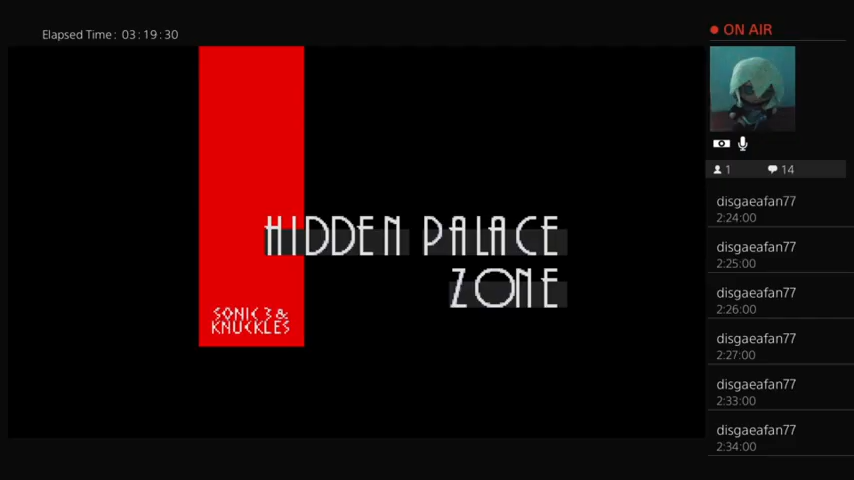 Elapsed Time: 03:19:30
ON AIR
HIDDEN PALACE
ZONE
SONIC 3 &
KNUCKLES
1
14
disgaeafan77
2:24:00
disgaeafan77
2:25:00
disgaeafan77
2:26:00
disgaeafan77
2:27:00
disgaeafan77
2:33:00
disgaeafan77
2:34:00